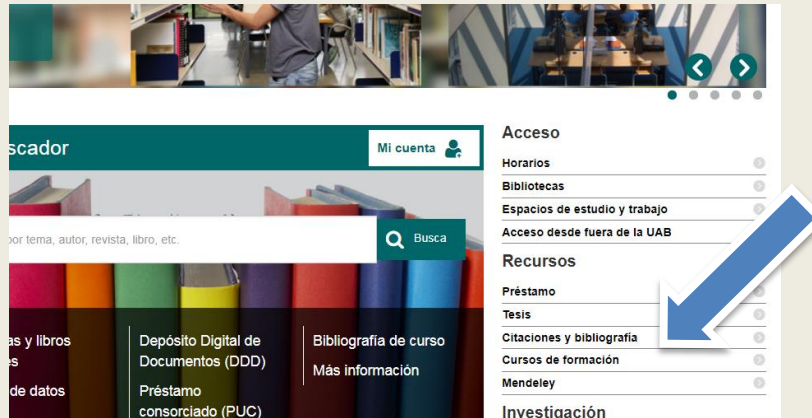 scador
Mi cuenta
por tema, autor, revista, libro, etc.
Busca
as y libros
es
de datos
Depósito Digital de
Documentos (DDD)
Préstamo
consorciado (PUC)
Bibliografía de curso
Más información
Acceso
Horarios
Bibliotecas
Espacios de estudio y trabajo
Acceso desde fuera de la UAB
Recursos
Préstamo
Tesis
Citaciones y bibliografía
Cursos de formación
Mendeley
Investigación